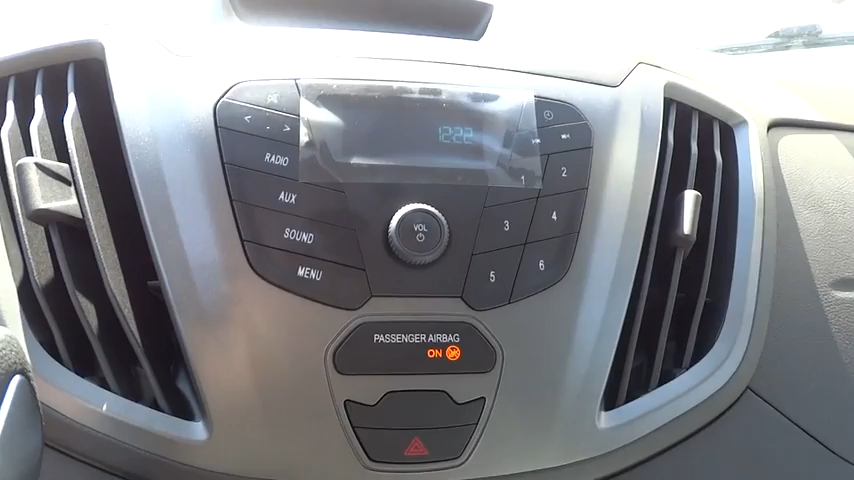 12:22
< - >
RADIO
1
2
AUX
VOL
3
4
SOUND
MENU
5
6
PASSENGER AIRBAG
ON